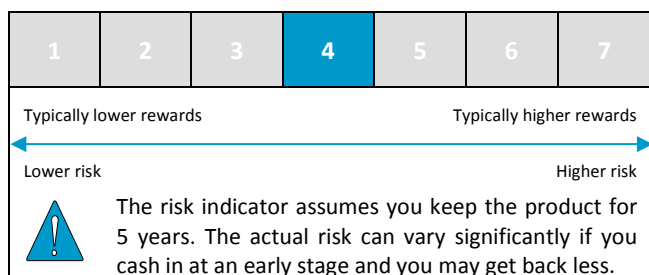 1 2 3 4 5 6 7
Typically lower rewards Typically higher rewards
Lower risk Higher risk
The risk indicator assumes you keep the product for
5 years. The actual risk can vary significantly if you
cash in at an early stage and you may get back less.